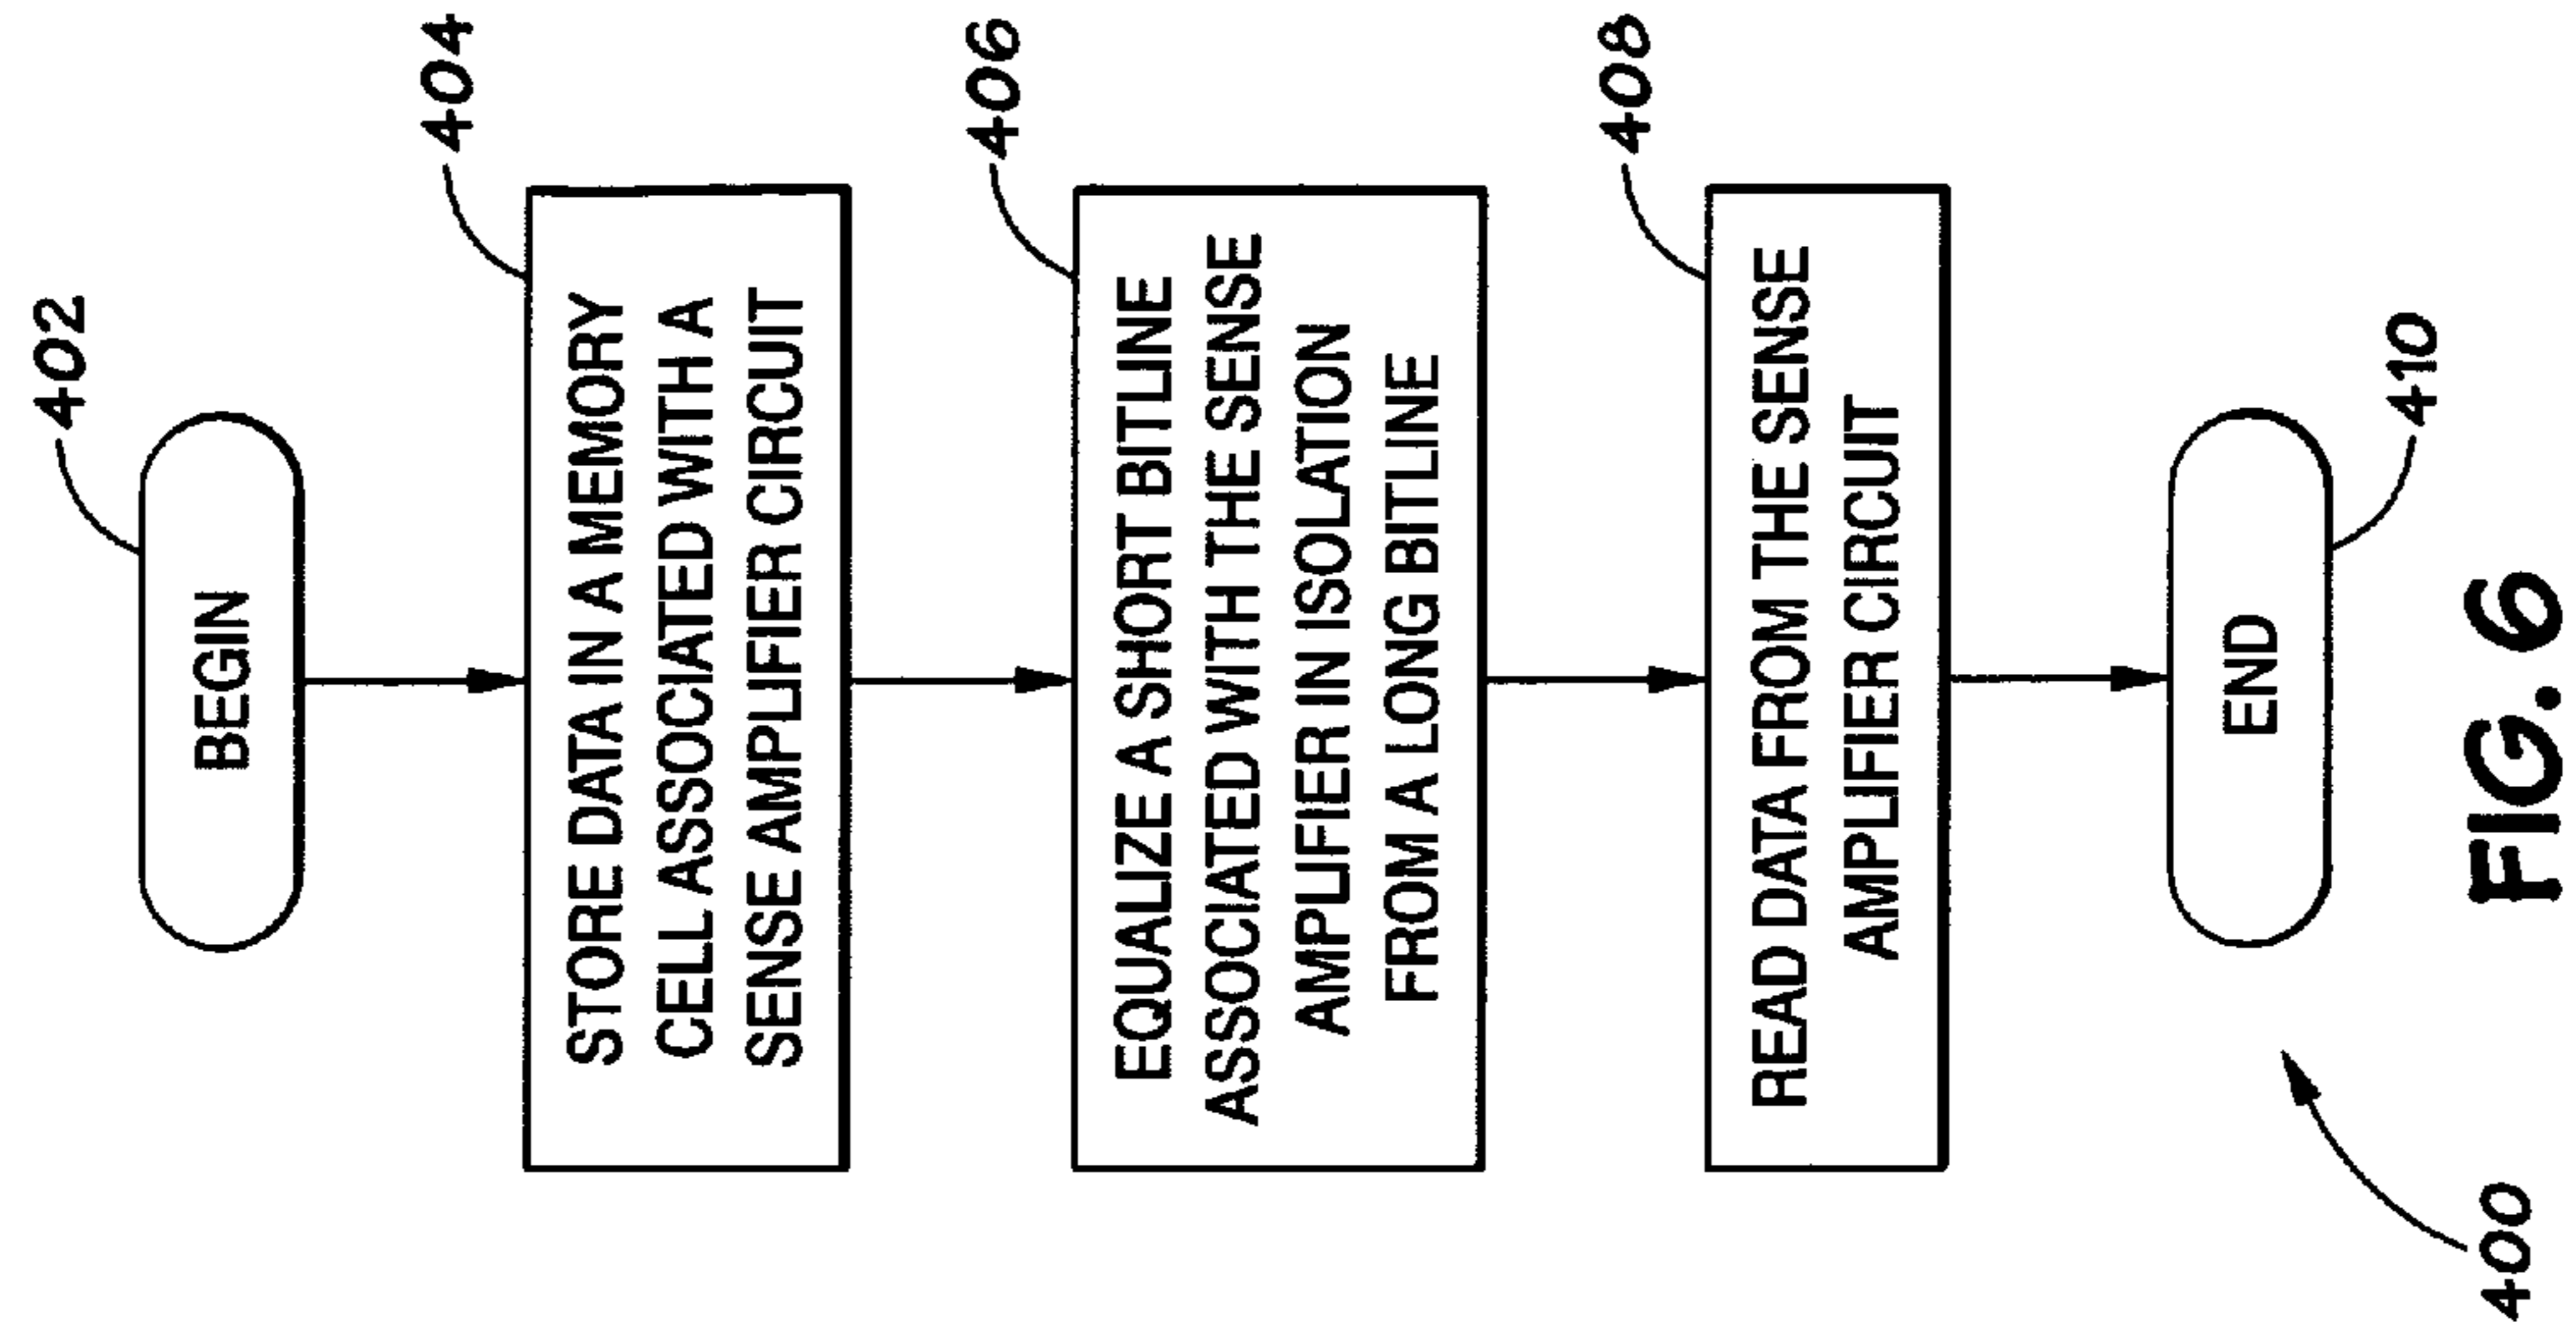 402
BEGIN
404
STORE DATA IN A MEMORY
CELL ASSOCIATED WITH A
SENSE AMPLIFIER CIRCUIT
406
EQUALIZE A SHORT BITLINE
ASSOCIATED WITH THE SENSE
AMPLIFIER IN ISOLATION
FROM A LONG BITLINE
408
READ DATA FROM THE SENSE
AMPLIFIER CIRCUIT
END
410
400
FIG. 6